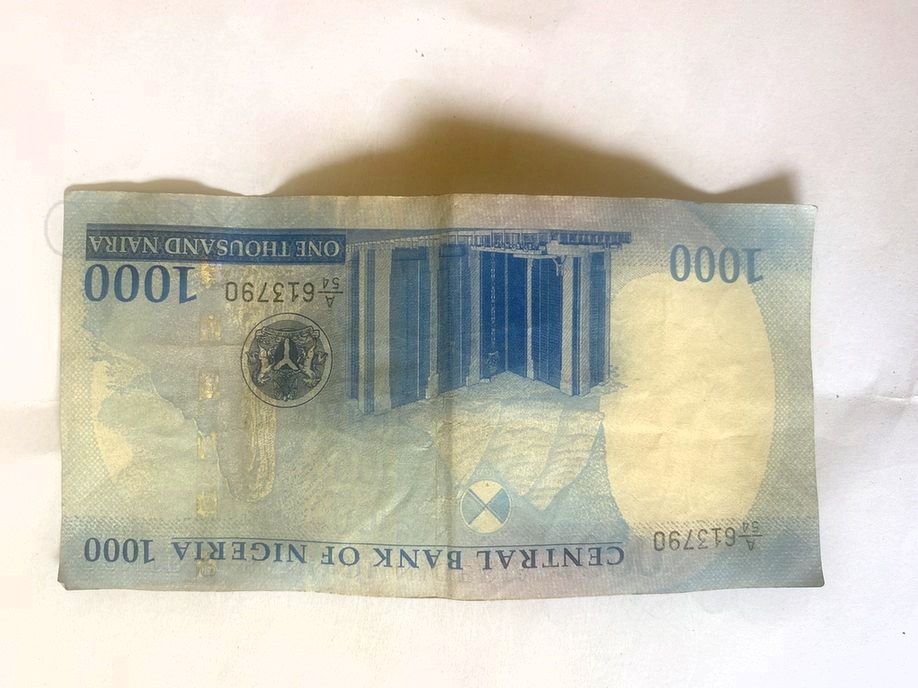 CENTRAL BANK OF NIGERIA 1000
A/54 613790
A/54 613790
1000
1000
ONE THOUSAND NAIRA